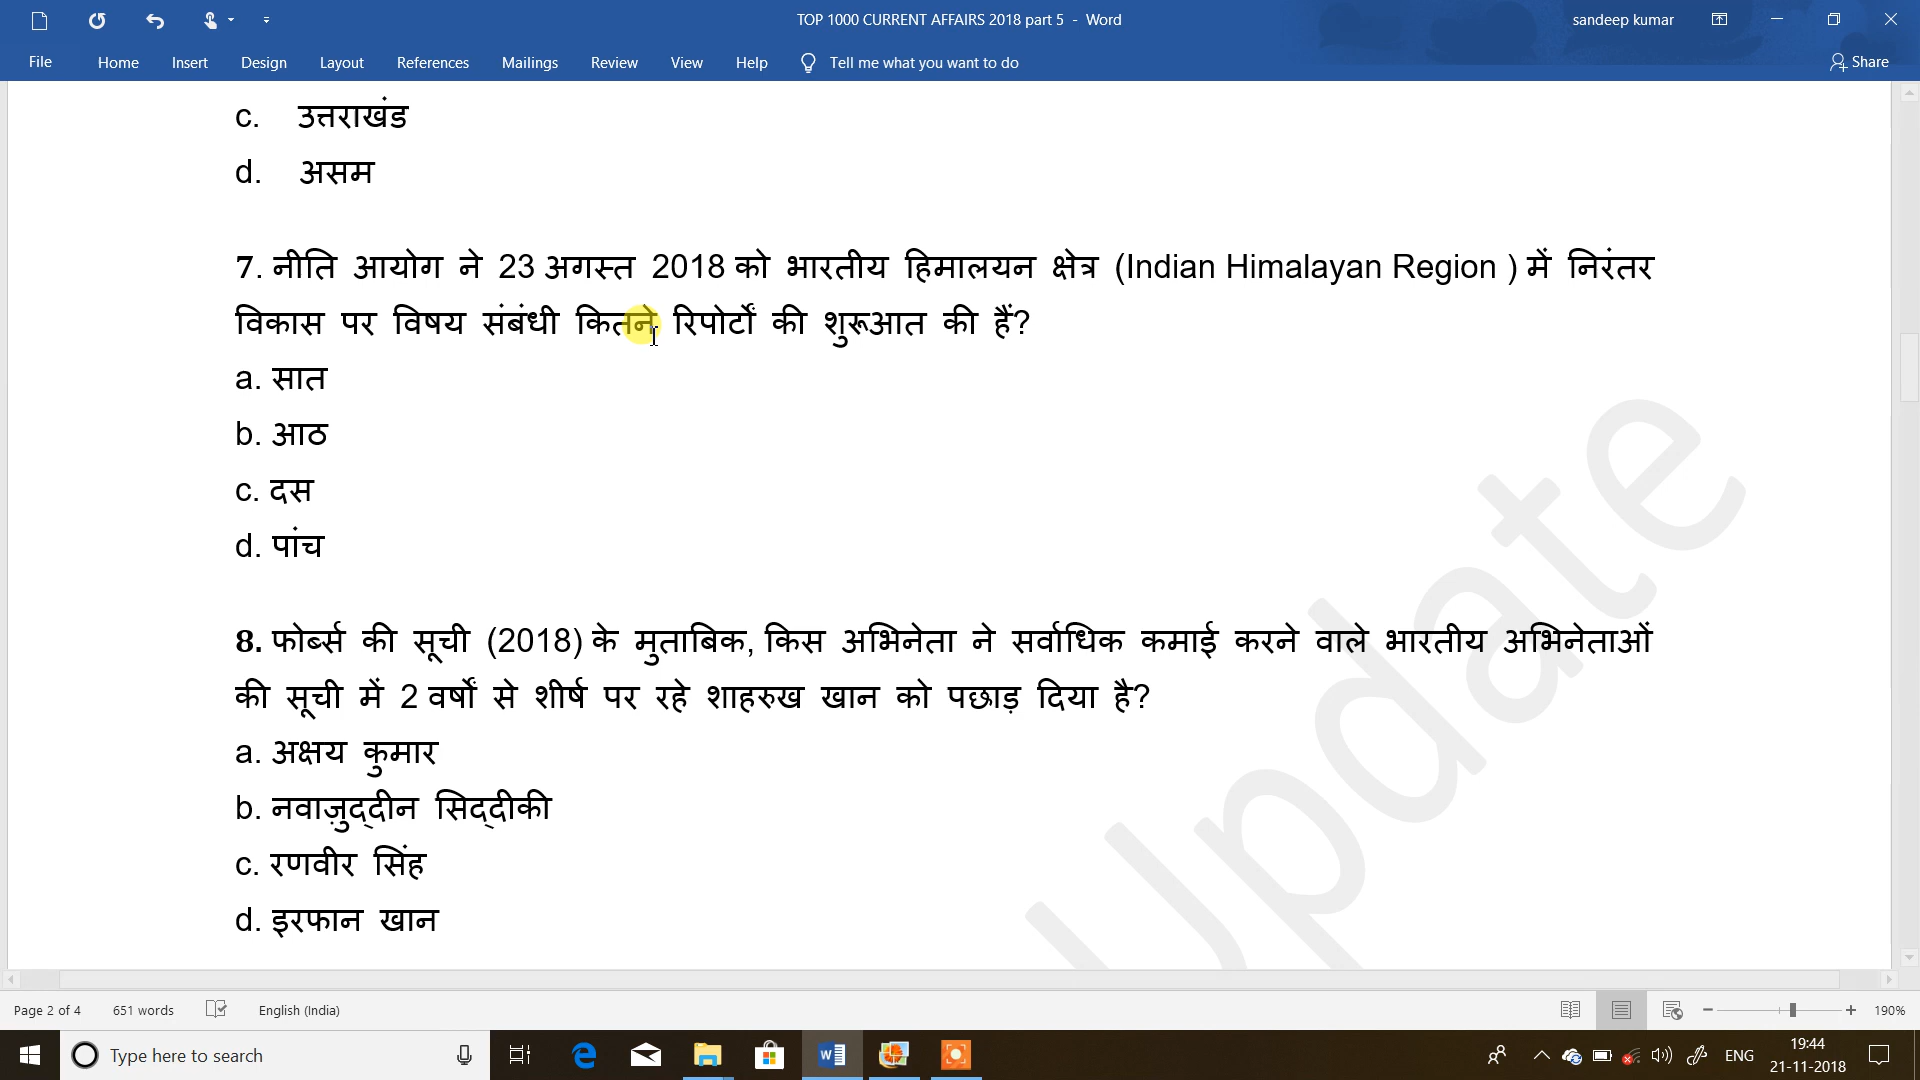 TOP 1000 CURRENT AFFAIRS 2018 part 5 - Word
sandeep kumar
File Home Insert Design Layout References Mailings Review View Help Tell me what you want to do Share
c. उत्तराखंड
d. असम
7. नीति आयोग ने 23 अगस्त 2018 को भारतीय हिमालयन क्षेत्र (Indian Himalayan Region ) में निरंतर
विकास पर विषय संबंधी कितने रिपोर्टों की शुरूआत की हैं?
a. सात
b. आठ
c. दस
d. पांच
8. फोर्ब्स की सूची (2018) के मुताबिक, किस अभिनेता ने सर्वाधिक कमाई करने वाले भारतीय अभिनेताओं
की सूची में 2 वर्षों से शीर्ष पर रहे शाहरुख खान को पछाड़ दिया है?
a. अक्षय कुमार
b. नवाज़ुद्दीन सिद्दीकी
c. रणवीर सिंह
d. इरफान खान
Update
Page 2 of 4 651 words English (India) 190%
Type here to search
ENG
19:44
21-11-2018